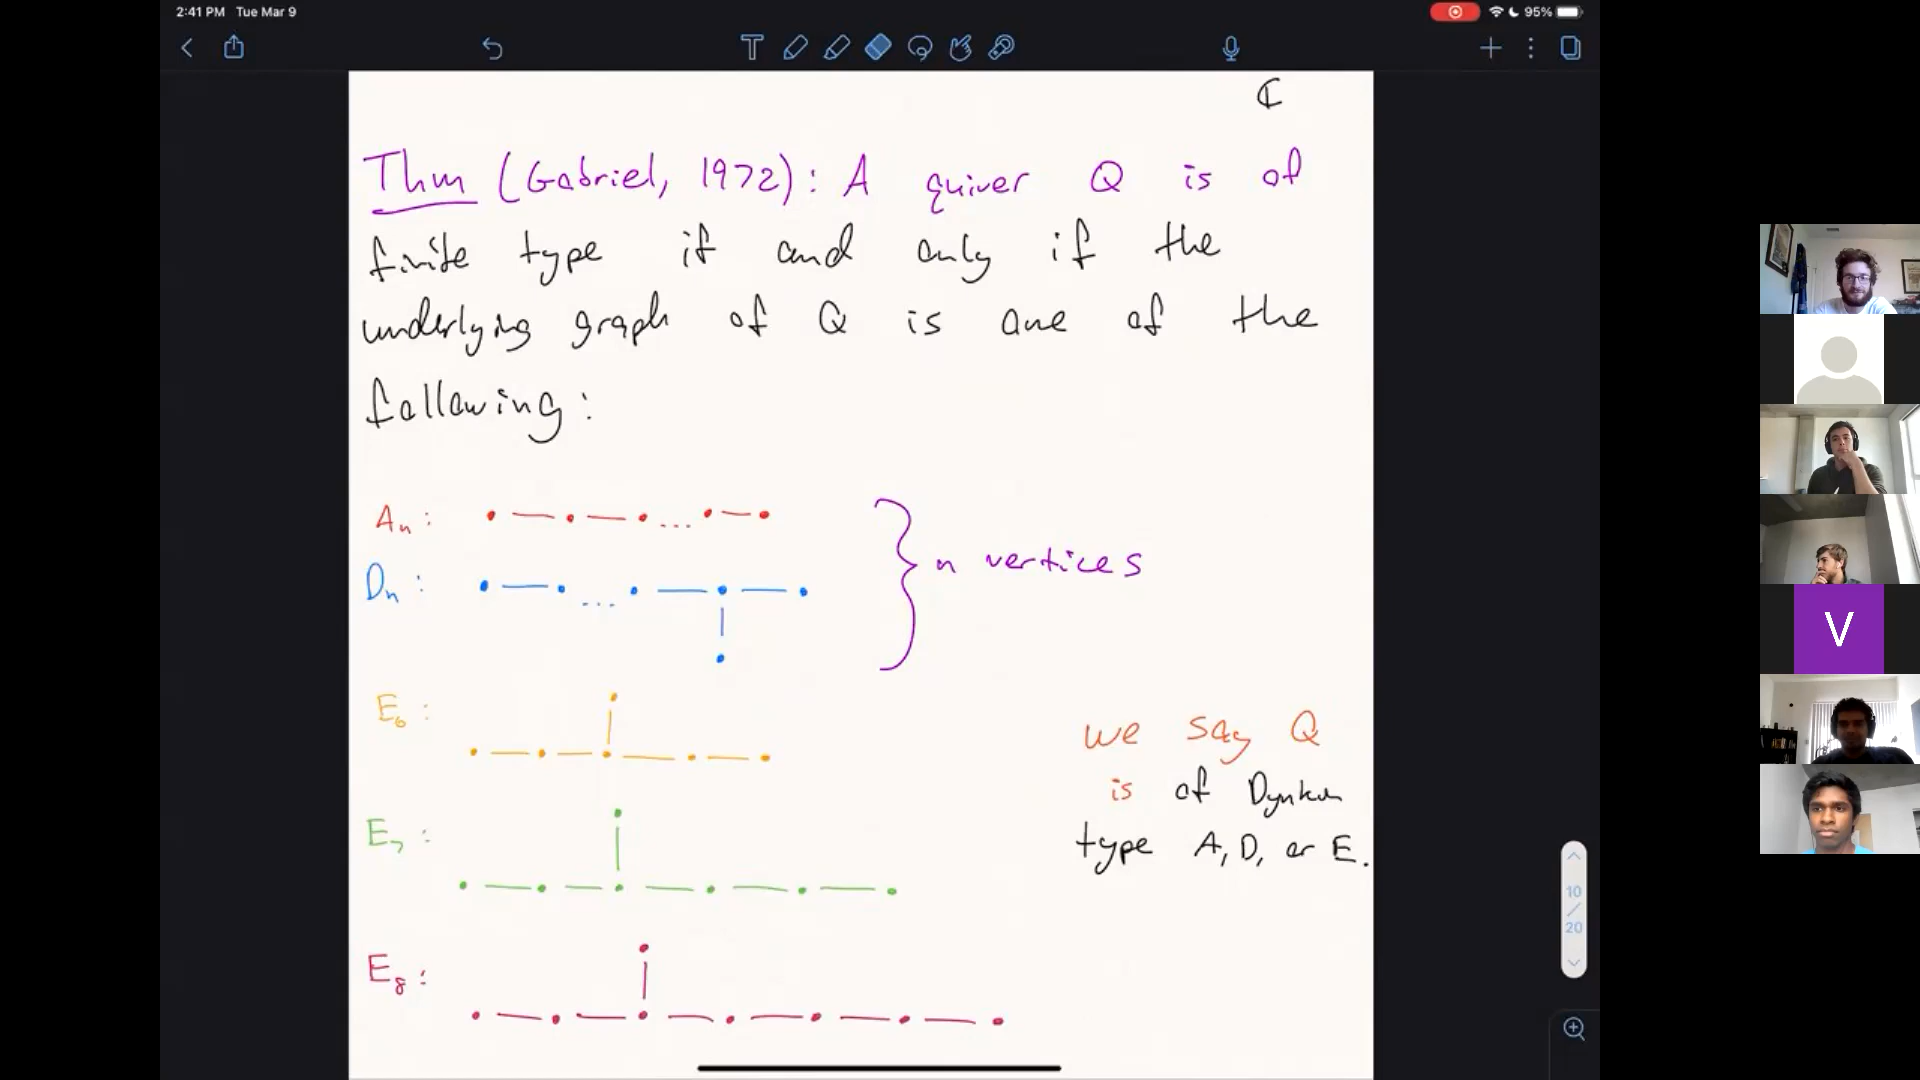 2:41 PM Tue Mar 9
95%
T
ℂ
Thm (Gabriel, 1972): A quiver Q is of
finite type if and only if the
underlying graph of Q is one of the
following:
Aₙ: ...
Dₙ: ...
n vertices
E₆:
E₇:
E₈:
we say Q
is of Dynkin
type A, D, or E.
10
/
20
V